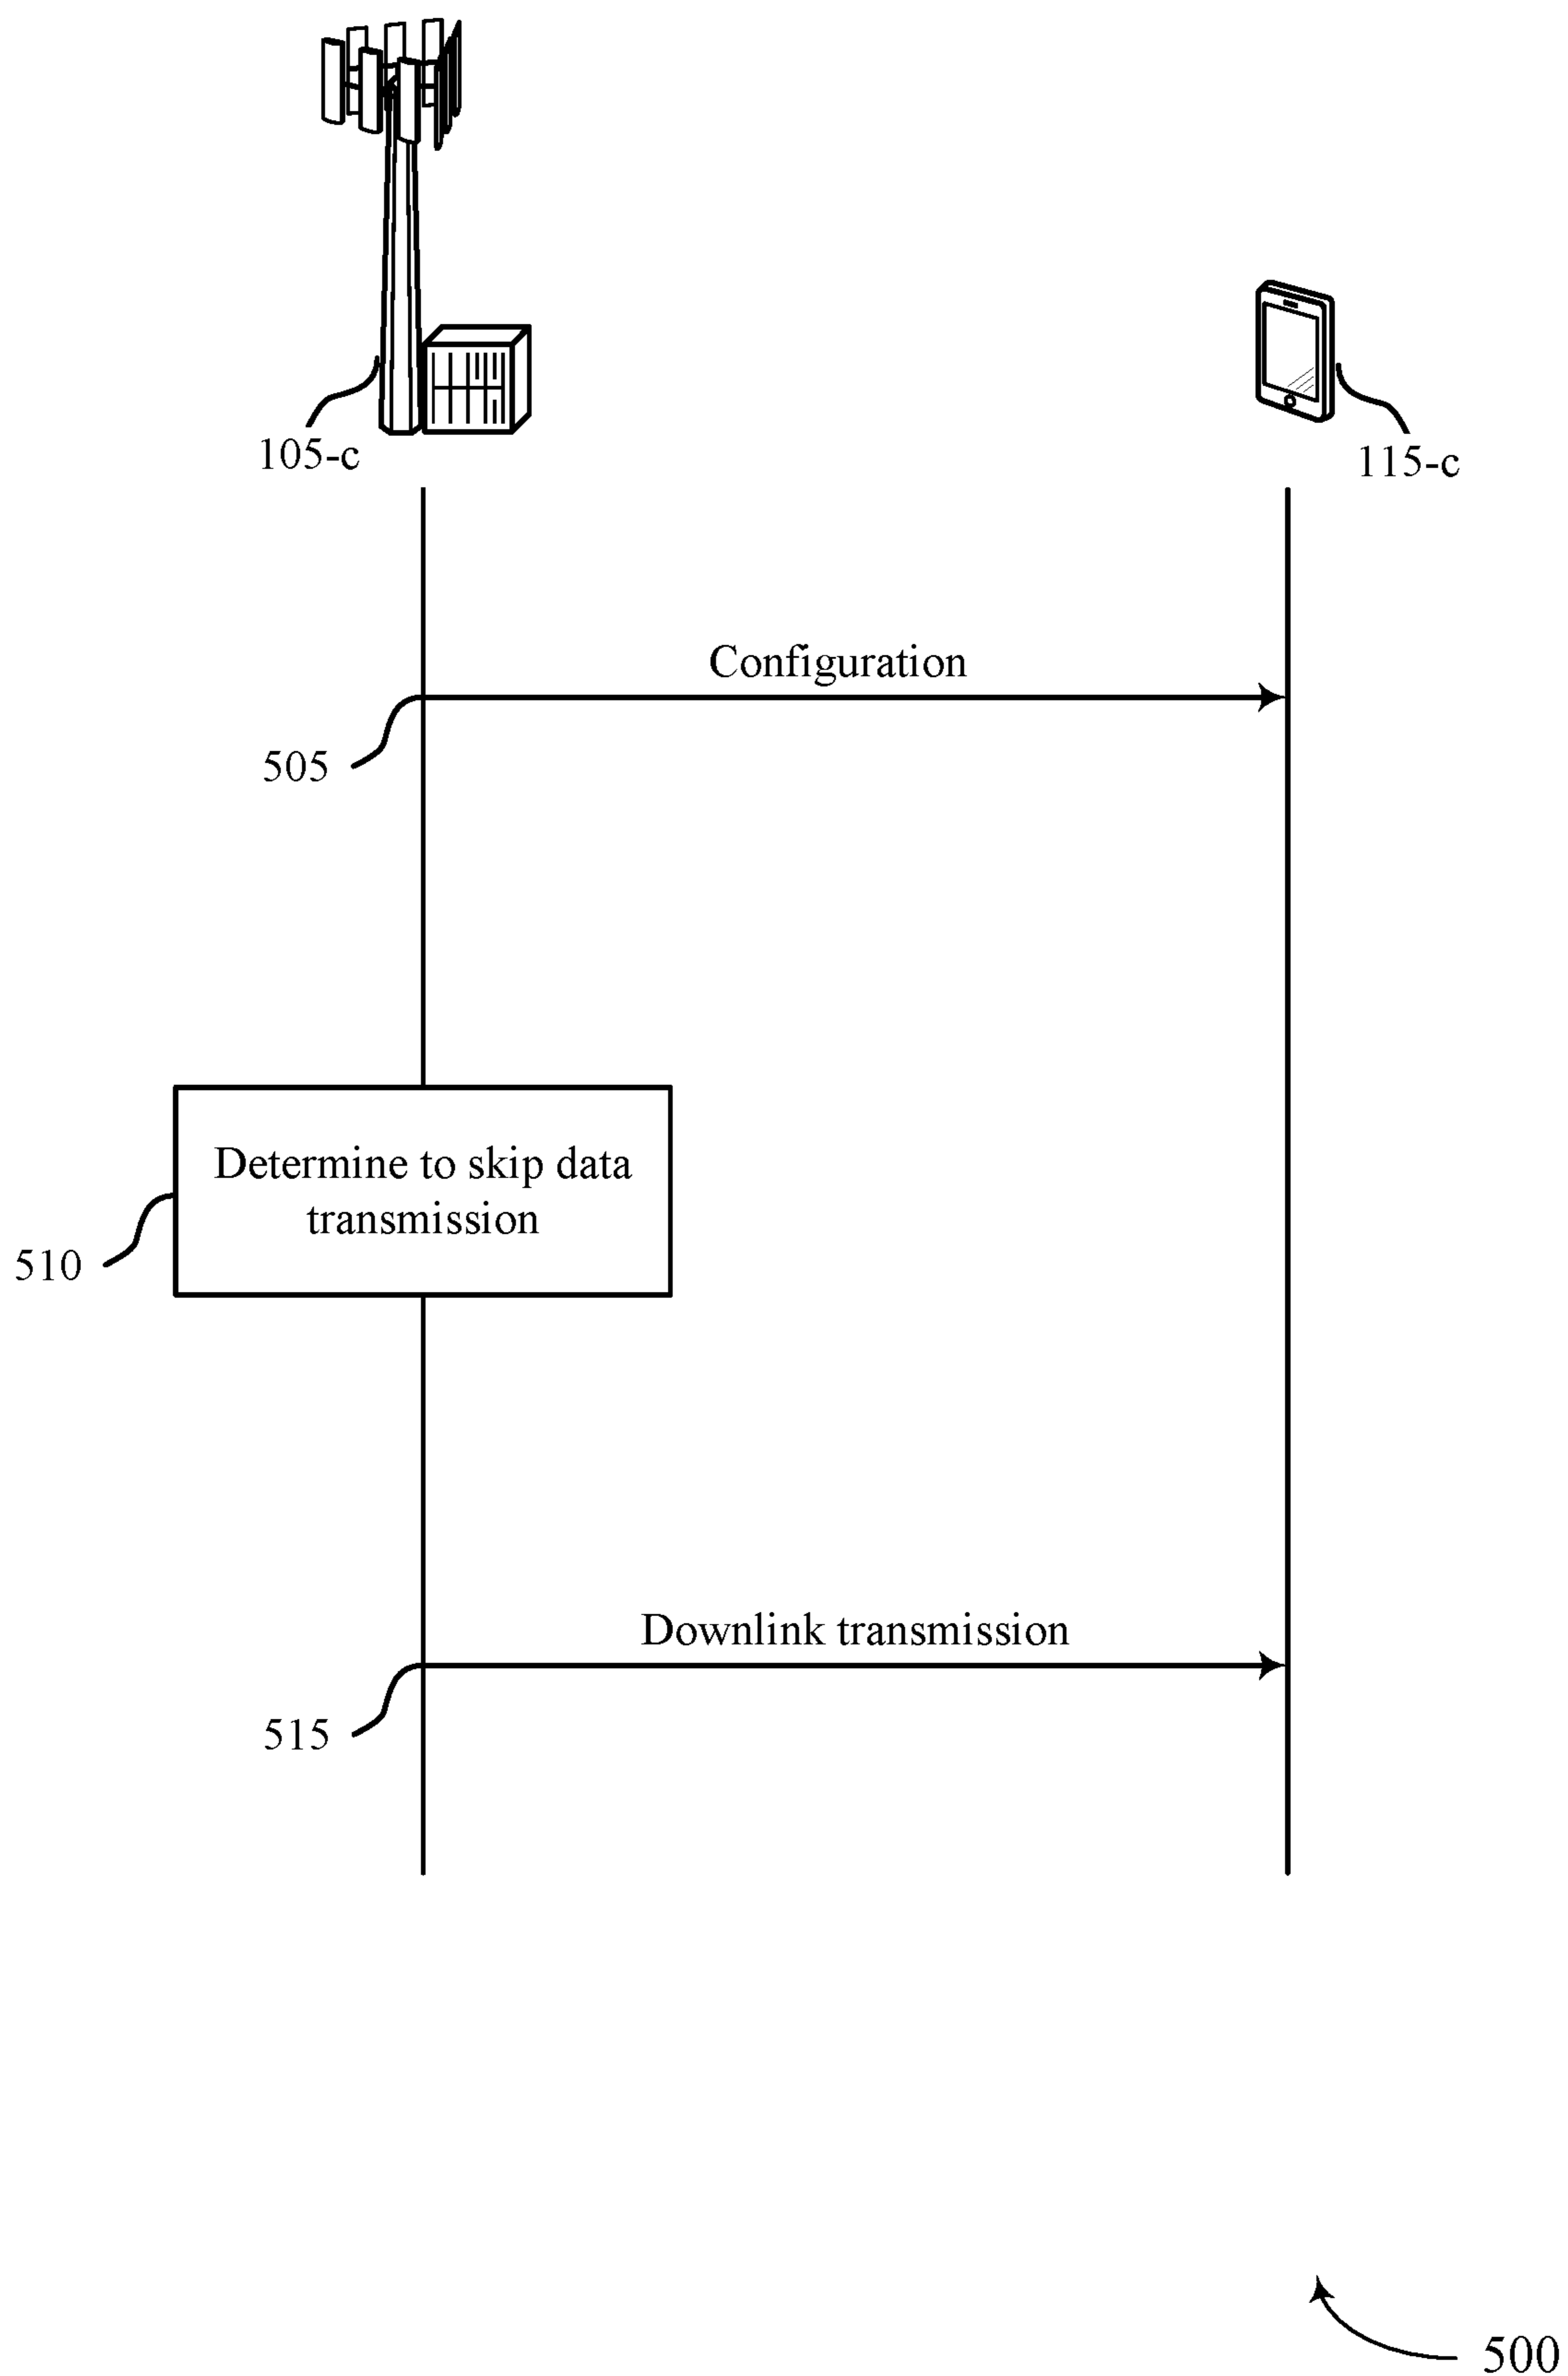 105-c
115-c
Configuration
505
Determine to skip data
transmission
510
Downlink transmission
515
500